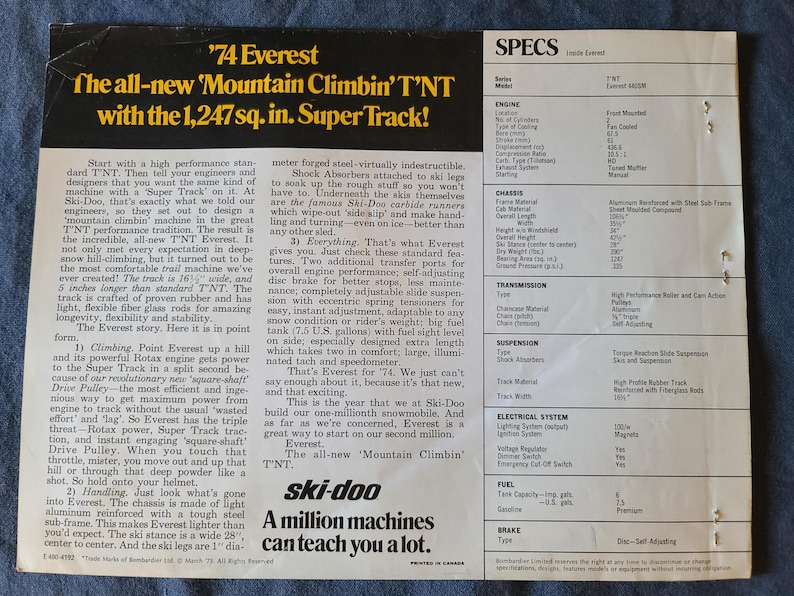 '74 Everest
The all-new 'Mountain Climbin' T'NT
with the 1,247 sq. in. Super Track!
Start with a high performance stan-
dard T'NT. Then tell your engineers and
designers that you want the same kind of
machine with a 'Super Track' on it. At
Ski-Doo, that's exactly what we told our
engineers, so they set out to design a
'mountain climbin' machine in the great
T'NT performance tradition. The result is
the incredible, all-new T'NT Everest. It
not only met every expectation in deep-
snow hill-climbing, but it turned out to be
the most comfortable trail machine we've
ever created! The track is 16½" wide, and
5 inches longer than standard T'NT. The
track is crafted of proven rubber and has
light, flexible fiber glass rods for amazing
longevity, flexibility and stability.
The Everest story. Here it is in point
form.
1) Climbing. Point Everest up a hill
and its powerful Rotax engine gets power
to the Super Track in a split second be-
cause of our revolutionary new 'square-shaft'
Drive Pulley—the most efficient and inge-
nious way to get maximum power from
engine to track without the usual 'wasted
effort' and 'lag'. So Everest has the triple
threat—Rotax power, Super Track trac-
tion, and instant engaging 'square-shaft'
Drive Pulley. When you touch that
throttle, mister, you move out and up that
hill or through that deep powder like a
shot. So hold onto your helmet.
2) Handling. Just look what's gone
into Everest. The chassis is made of light
aluminum reinforced with a tough steel
sub-frame. This makes Everest lighter than
you'd expect. The ski stance is a wide 28",
center to center. And the ski legs are 1" dia-
meter forged steel-virtually indestructible.
Shock Absorbers attached to ski legs
to soak up the rough stuff so you won't
have to. Underneath the skis themselves
are the famous Ski-Doo carbide runners
which wipe-out 'side slip' and make hand-
ling and turning—even on ice—better than
any other sled.
3) Everything. That's what Everest
gives you. Just check these standard fea-
tures. Two additional transfer ports for
overall engine performance; self-adjusting
disc brake for better stops, less mainte-
nance; completely adjustable slide suspen-
sion with eccentric spring tensioners for
easy, instant adjustment, adaptable to any
snow condition or rider's weight; big fuel
tank (7.5 U.S. gallons) with fuel sight level
on side; especially designed extra length
which takes two in comfort; large, illumi-
nated tach and speedometer.
That's Everest for '74. We just can't
say enough about it, because it's that new,
and that exciting.
This is the year that we at Ski-Doo
build our one-millionth snowmobile. And
as far as we're concerned, Everest is a
great way to start on our second million.
Everest.
The all-new 'Mountain Climbin'
T'NT.
ski-doo
A million machines
can teach you a lot.
E 480-4192 *Trade Marks of Bombardier Ltd. © March '73. All Rights Reserved
PRINTED IN CANADA
SPECS Inside Everest
Series T'NT
Model Everest 440SM
ENGINE
Location Front Mounted
No. of Cylinders 2
Type of Cooling Fan Cooled
Bore (mm) 67.5
Stroke (mm) 61
Displacement (cc) 436.6
Compression Ratio 10.5 : 1
Carb. Type (Tillotson) HD
Exhaust System Tuned Muffler
Starting Manual
CHASSIS
Frame Material Aluminum Reinforced with Steel Sub-Frame
Cab Material Sheet Moulded Compound
Overall Length
Width
Height w/o Windshield 34"
Overall Height 42½"
Ski Stance (center to center) 28"
Dry Weight (lbs.)
Bearing Area (sq. in.) 1247
Ground Pressure (p.s.i.) .335
TRANSMISSION
Type High Performance Roller and Cam Action
Pulleys
Chaincase Material Aluminum
Chain (pitch) triple
Chain (tension) Self-Adjusting
SUSPENSION
Type Torque Reaction Slide Suspension
Shock Absorbers Skis and Suspension
Track Material High Profile Rubber Track
Reinforced with Fiberglass Rods
Track Width 16½"
ELECTRICAL SYSTEM
Lighting System (output) 100/w
Ignition System Magneto
Voltage Regulator Yes
Dimmer Switch Yes
Emergency Cut-Off Switch Yes
FUEL
Tank Capacity—imp. gals. 6
—U.S. gals. 7.5
Gasoline Premium
BRAKE
Type Disc—Self-Adjusting
Bombardier Limited reserves the right at any time to discontinue or change
specifications, designs, features models or equipment without incurring obligation.